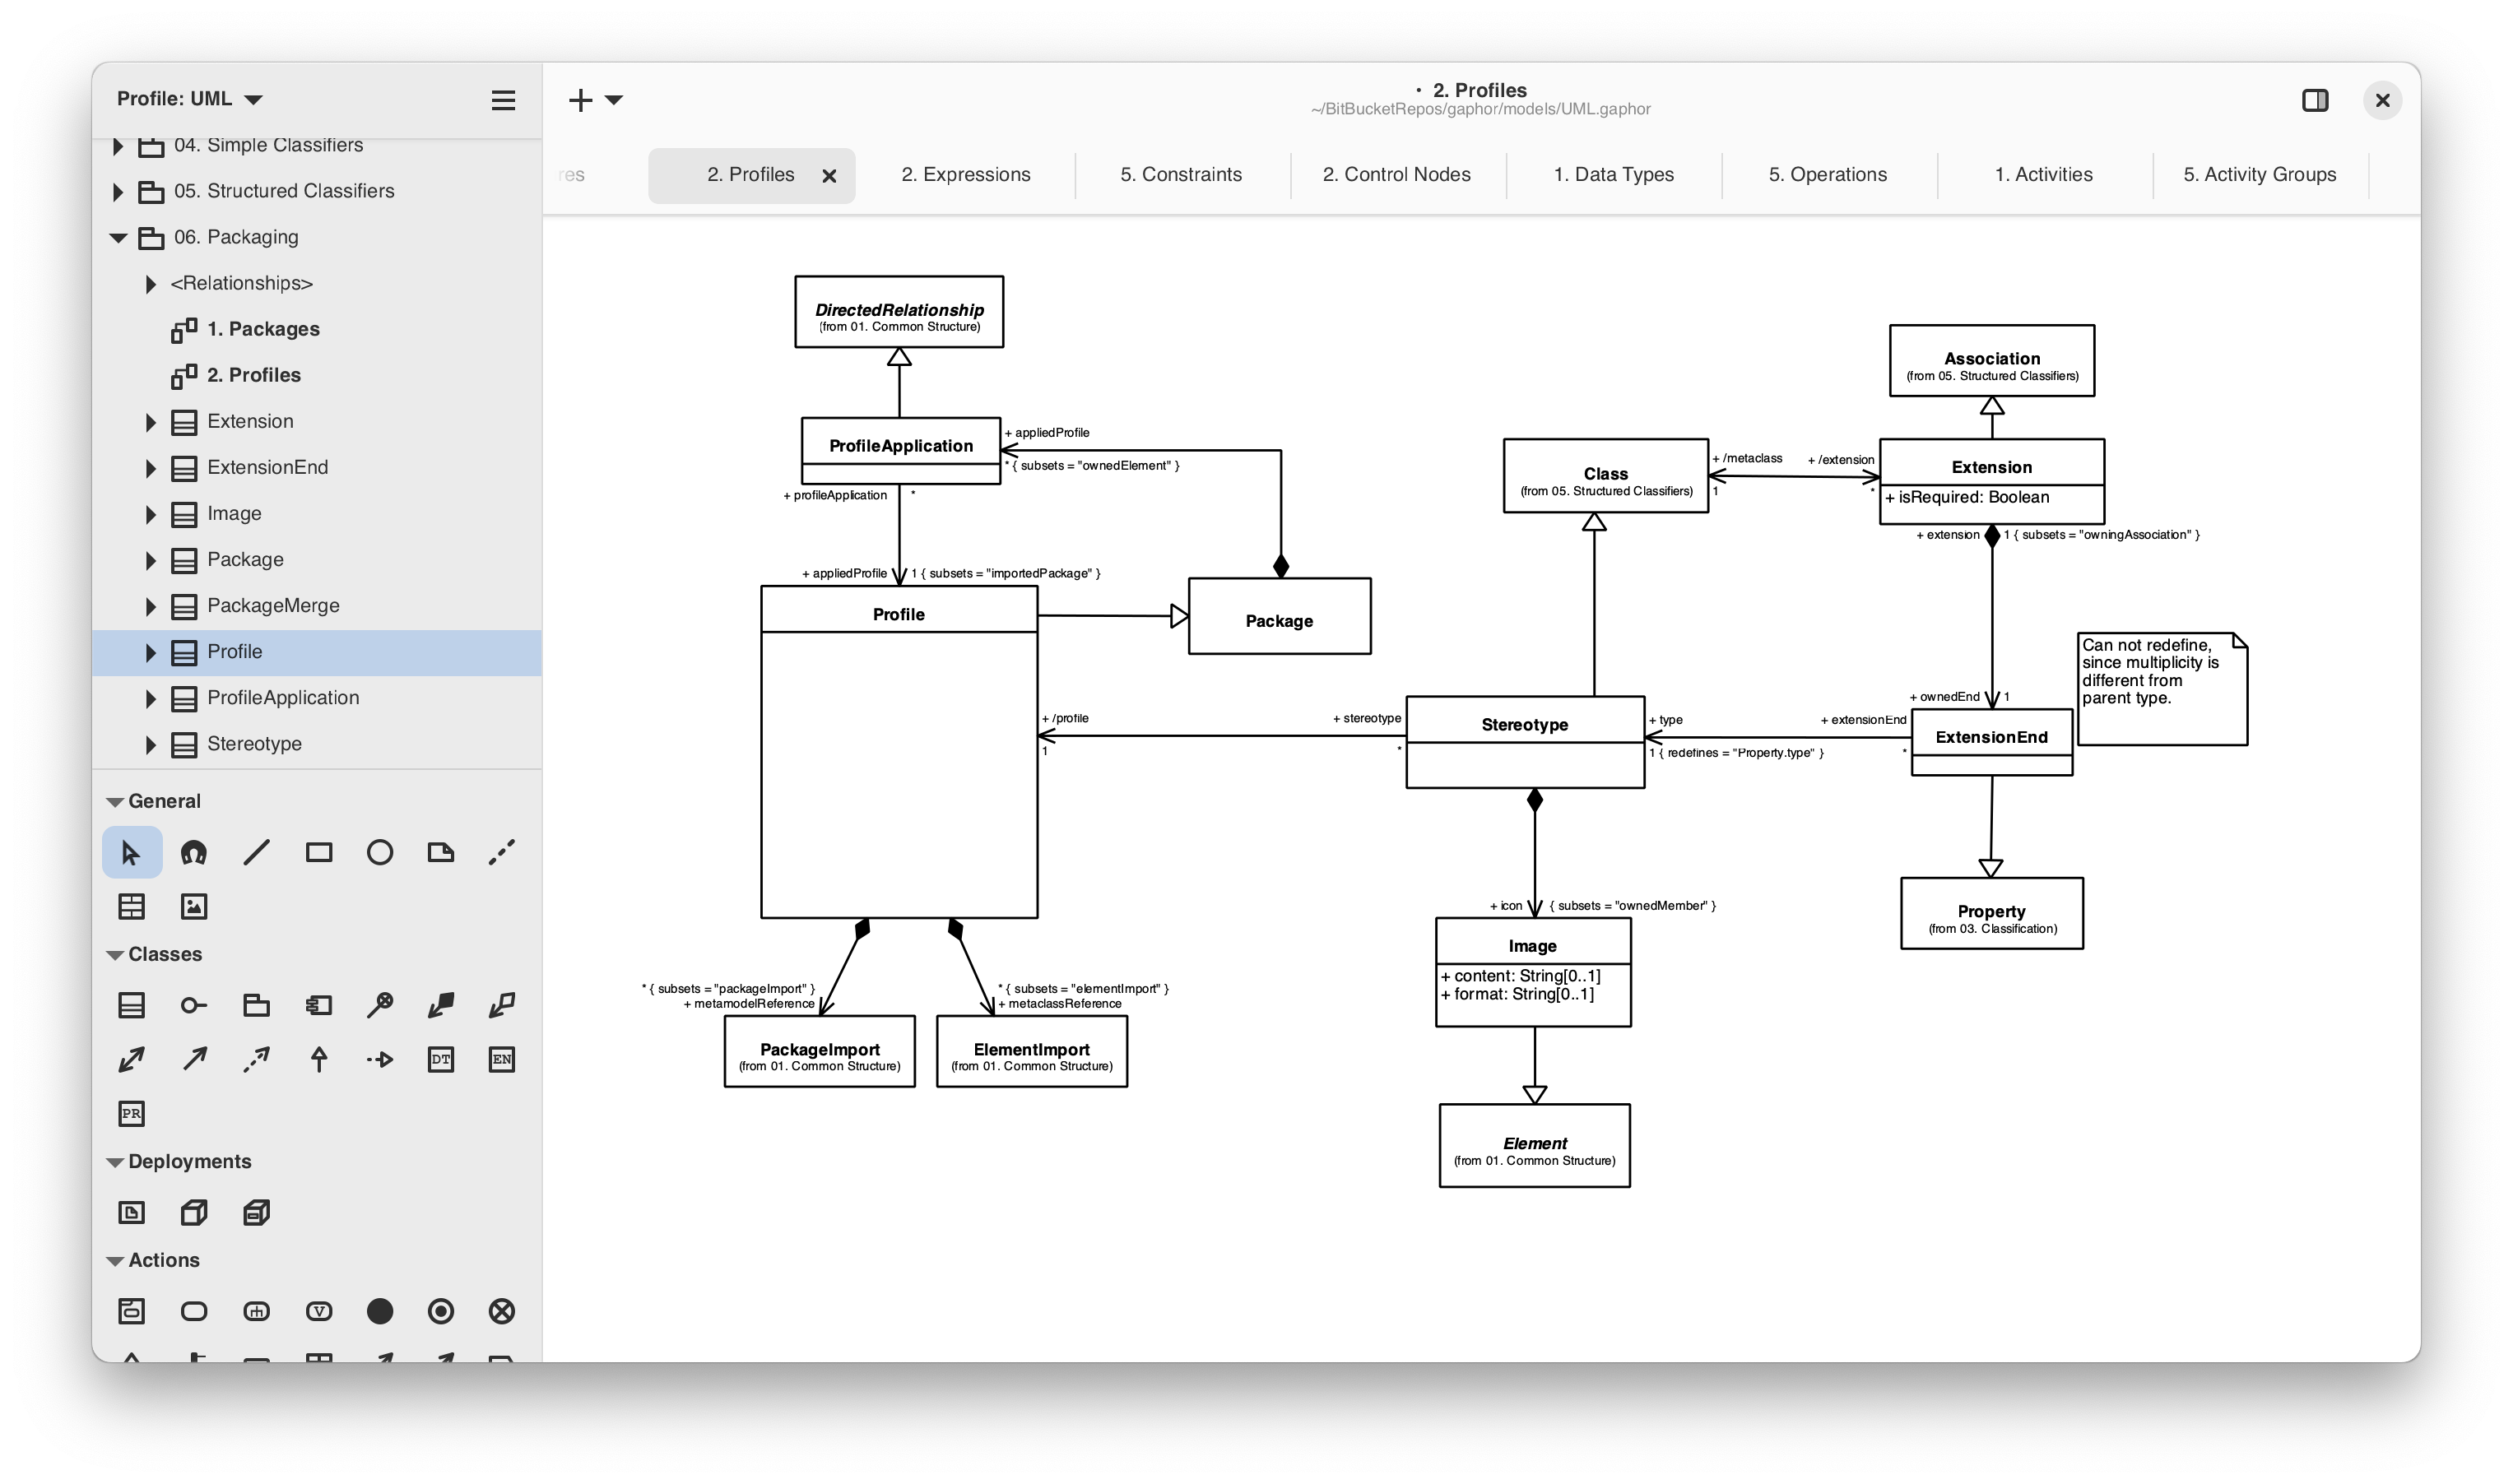 Profile: UML
• 2. Profiles
~/BitBucketRepos/gaphor/models/UML.gaphor
04. Simple Classifiers
05. Structured Classifiers
06. Packaging
<Relationships>
1. Packages
2. Profiles
Extension
ExtensionEnd
Image
Package
PackageMerge
Profile
ProfileApplication
Stereotype
General
Classes
DT
EN
PR
Deployments
Actions
V
res
2. Profiles
2. Expressions
5. Constraints
2. Control Nodes
1. Data Types
5. Operations
1. Activities
5. Activity Groups
DirectedRelationship
(from 01. Common Structure)
ProfileApplication
+ appliedProfile
* { subsets = "ownedElement" }
+ profileApplication
*
+ appliedProfile
1 { subsets = "importedPackage" }
Profile
Package
+ /profile
1
+ stereotype
*
* { subsets = "packageImport" }
+ metamodelReference
* { subsets = "elementImport" }
+ metaclassReference
PackageImport
(from 01. Common Structure)
ElementImport
(from 01. Common Structure)
Association
(from 05. Structured Classifiers)
Class
(from 05. Structured Classifiers)
+ /metaclass
1
+ /extension
*
Extension
+ isRequired: Boolean
+ extension
1 { subsets = "owningAssociation" }
Can not redefine,
since multiplicity is
different from
parent type.
+ ownedEnd
1
Stereotype
+ type
1 { redefines = "Property.type" }
+ extensionEnd
*
ExtensionEnd
+ icon
{ subsets = "ownedMember" }
Image
+ content: String[0..1]
+ format: String[0..1]
Property
(from 03. Classification)
Element
(from 01. Common Structure)